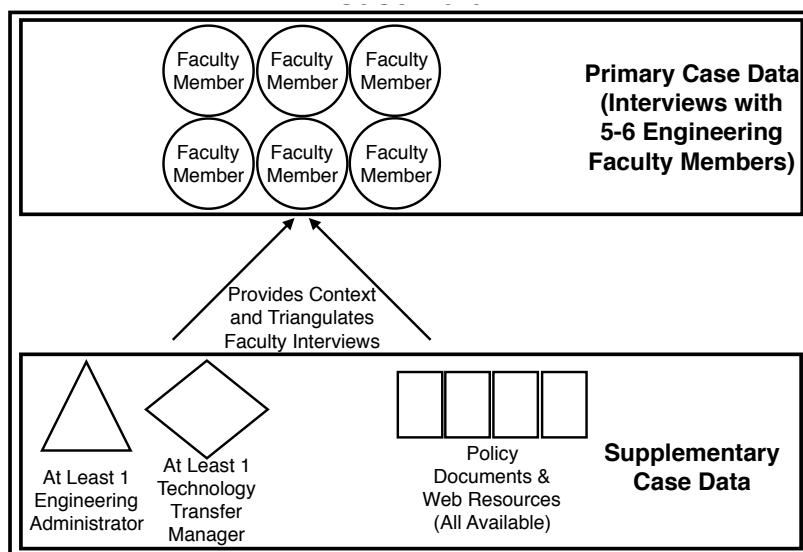 Faculty
Member
Faculty
Member
Faculty
Member
Faculty
Member
Faculty
Member
Faculty
Member
Primary Case Data
(Interviews with
5-6 Engineering
Faculty Members)
Provides Context
and Triangulates
Faculty Interviews
At Least 1
Engineering
Administrator
At Least 1
Technology
Transfer
Manager
Policy
Documents &
Web Resources
(All Available)
Supplementary
Case Data